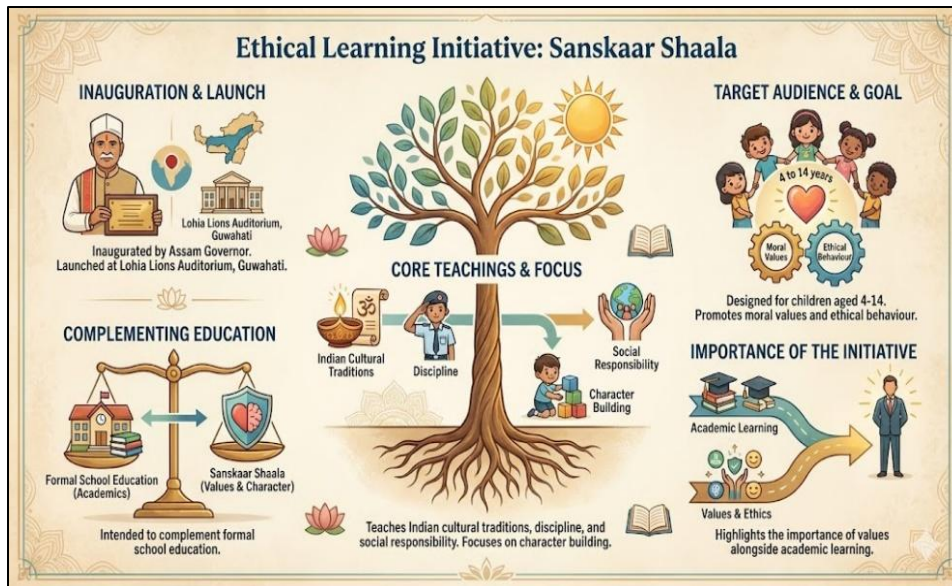 Ethical Learning Initiative: Sanskaar Shaala
INAUGURATION & LAUNCH
Lohia Lions Auditorium,
Guwahati
Inaugurated by Assam Governor.
Launched at Lohia Lions Auditorium, Guwahati.
COMPLEMENTING EDUCATION
Formal School Education
(Academics)
Sanskaar Shaala
(Values & Character)
Intended to complement formal
school education.
CORE TEACHINGS & FOCUS
ॐ
Indian Cultural
Traditions
Discipline
Social
Responsibility
Character
Building
Teaches Indian cultural traditions, discipline, and
social responsibility. Focuses on character building.
TARGET AUDIENCE & GOAL
4 to 14 years
Moral
Values
Ethical
Behaviour
Designed for children aged 4-14.
Promotes moral values and ethical behaviour.
IMPORTANCE OF THE INITIATIVE
Academic Learning
Values & Ethics
Highlights the importance of values
alongside academic learning.